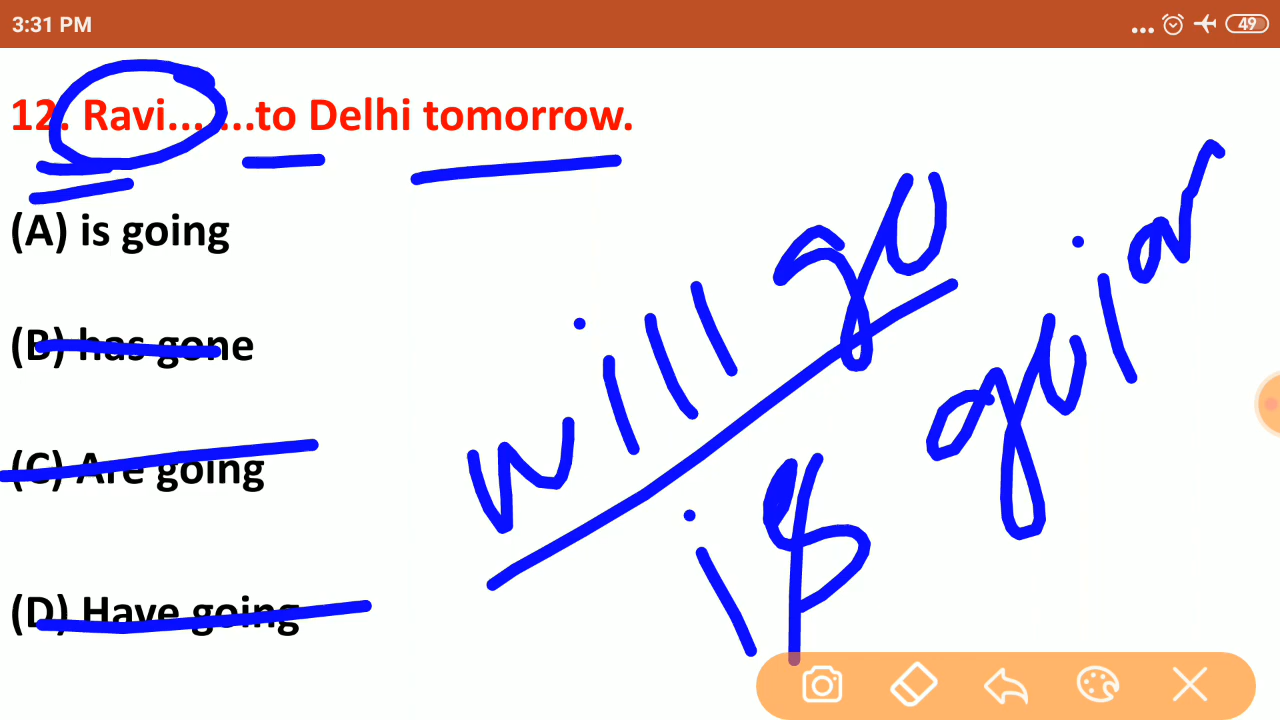 3:31 PM
49
12. Ravi.......to Delhi tomorrow.
(A) is going
(B) has gone
(C) Are going
(D) Have going
will go
is